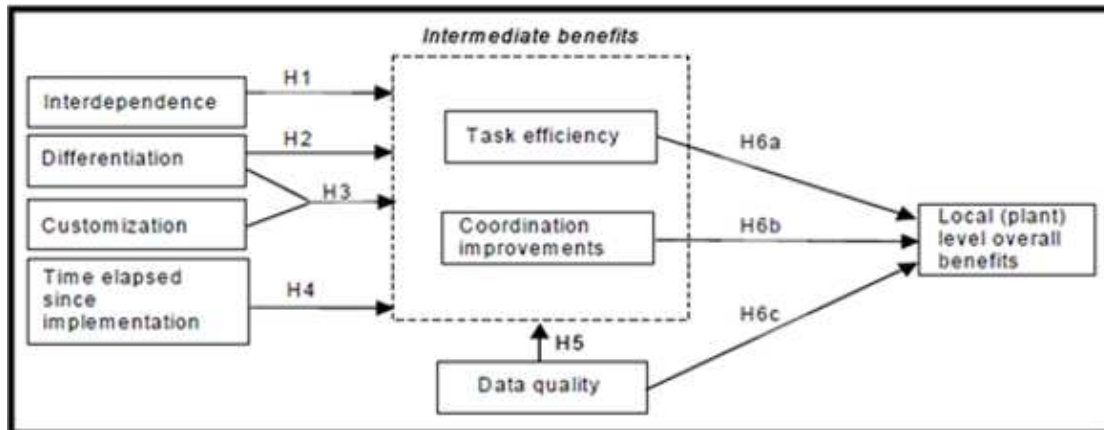 Intermediate benefits
H1
Interdependence
H2
Differentiation
H3
Customization
Time elapsed
since
implementation
H4
Task efficiency
Coordination
improvements
H5
Data quality
H6a
H6b
H6c
Local (plant)
level overall
benefits